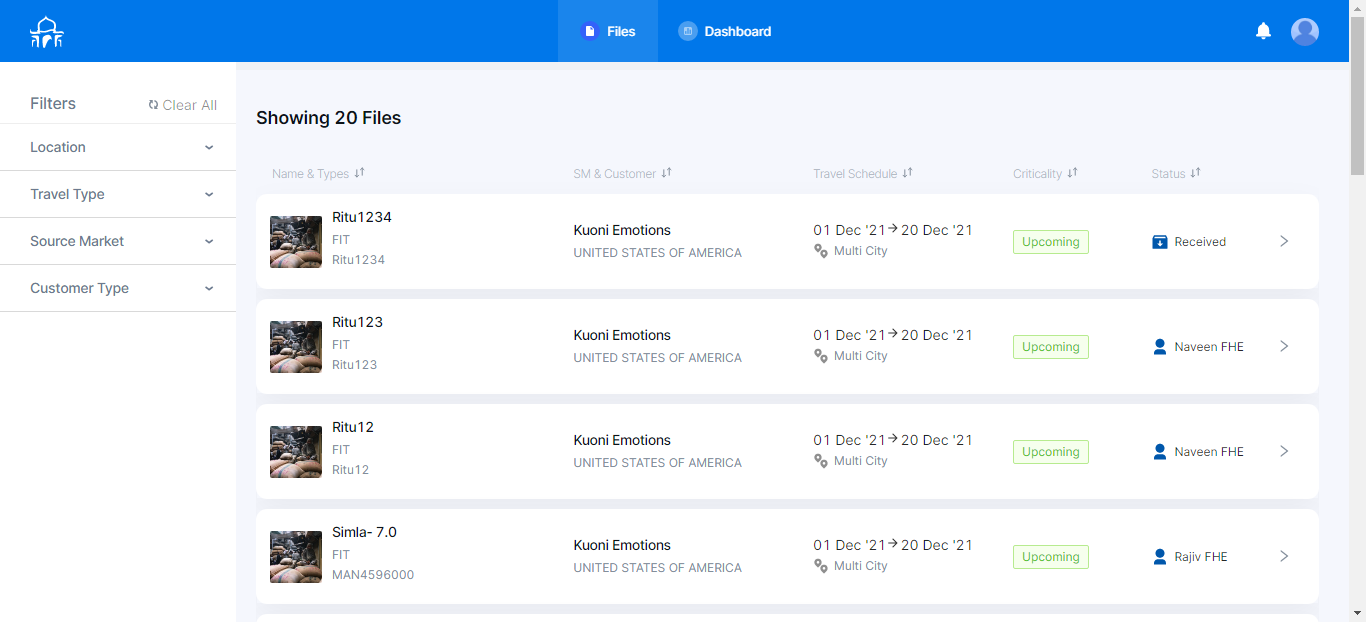 Files
Dashboard
Filters
Clear All
Location
Travel Type
Source Market
Customer Type
Showing 20 Files
Name & Types
SM & Customer
Travel Schedule
Criticality
Status
Ritu1234
FIT
Ritu1234
Kuoni Emotions
UNITED STATES OF AMERICA
01 Dec '21 → 20 Dec '21
Multi City
Upcoming
Received
Ritu123
FIT
Ritu123
Kuoni Emotions
UNITED STATES OF AMERICA
01 Dec '21 → 20 Dec '21
Multi City
Upcoming
Naveen FHE
Ritu12
FIT
Ritu12
Kuoni Emotions
UNITED STATES OF AMERICA
01 Dec '21 → 20 Dec '21
Multi City
Upcoming
Naveen FHE
Simla- 7.0
FIT
MAN4596000
Kuoni Emotions
UNITED STATES OF AMERICA
01 Dec '21 → 20 Dec '21
Multi City
Upcoming
Rajiv FHE